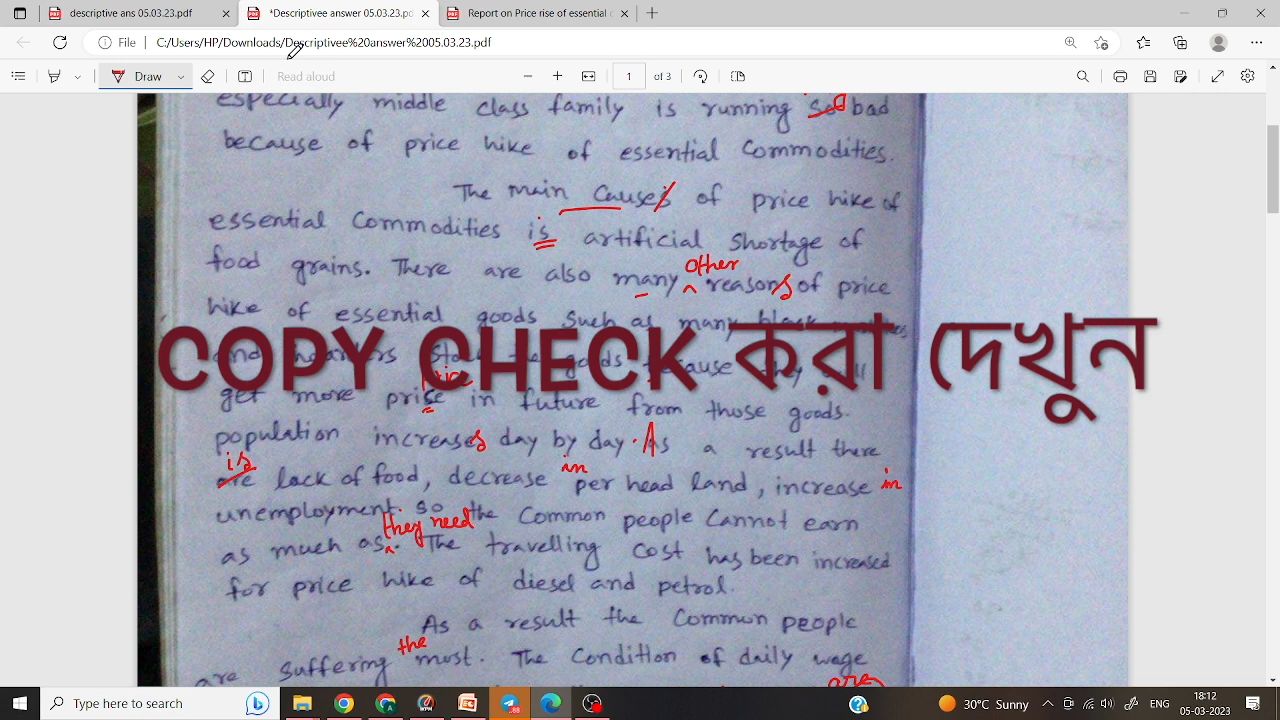 descriptive ans 05.03.23.pdf
*Descriptive answer 05.03.23.pd
Report on Price rise of essential c
File
C:/Users/HP/Downloads/Descriptivee%20answer%2005.03.23.pdf
Draw
Read aloud
1 of 3
especially middle class family is running so bad
because of price hike of essential Commodities.
The main Causes of price hike of
essential Commodities is artificial Shortage of
other
food grains. There are also many reasons of price
hike of essential goods Such as many black
COPY CHECK করা দেখুন
goods because they
price
get more prise in future from those goods.
population increases day by day. As a result there
is
are lack of food, decrease in per head land, increase in
unemployment. So the Common people Cannot earn
they need
as much as. The travelling Cost has been increased
for price hike of diesel and petrol.
As a result the Common people
the
are suffering most. The Condition of daily wage
are
Type here to search
88
30°C Sunny
ENG
18:12
05-03-2023